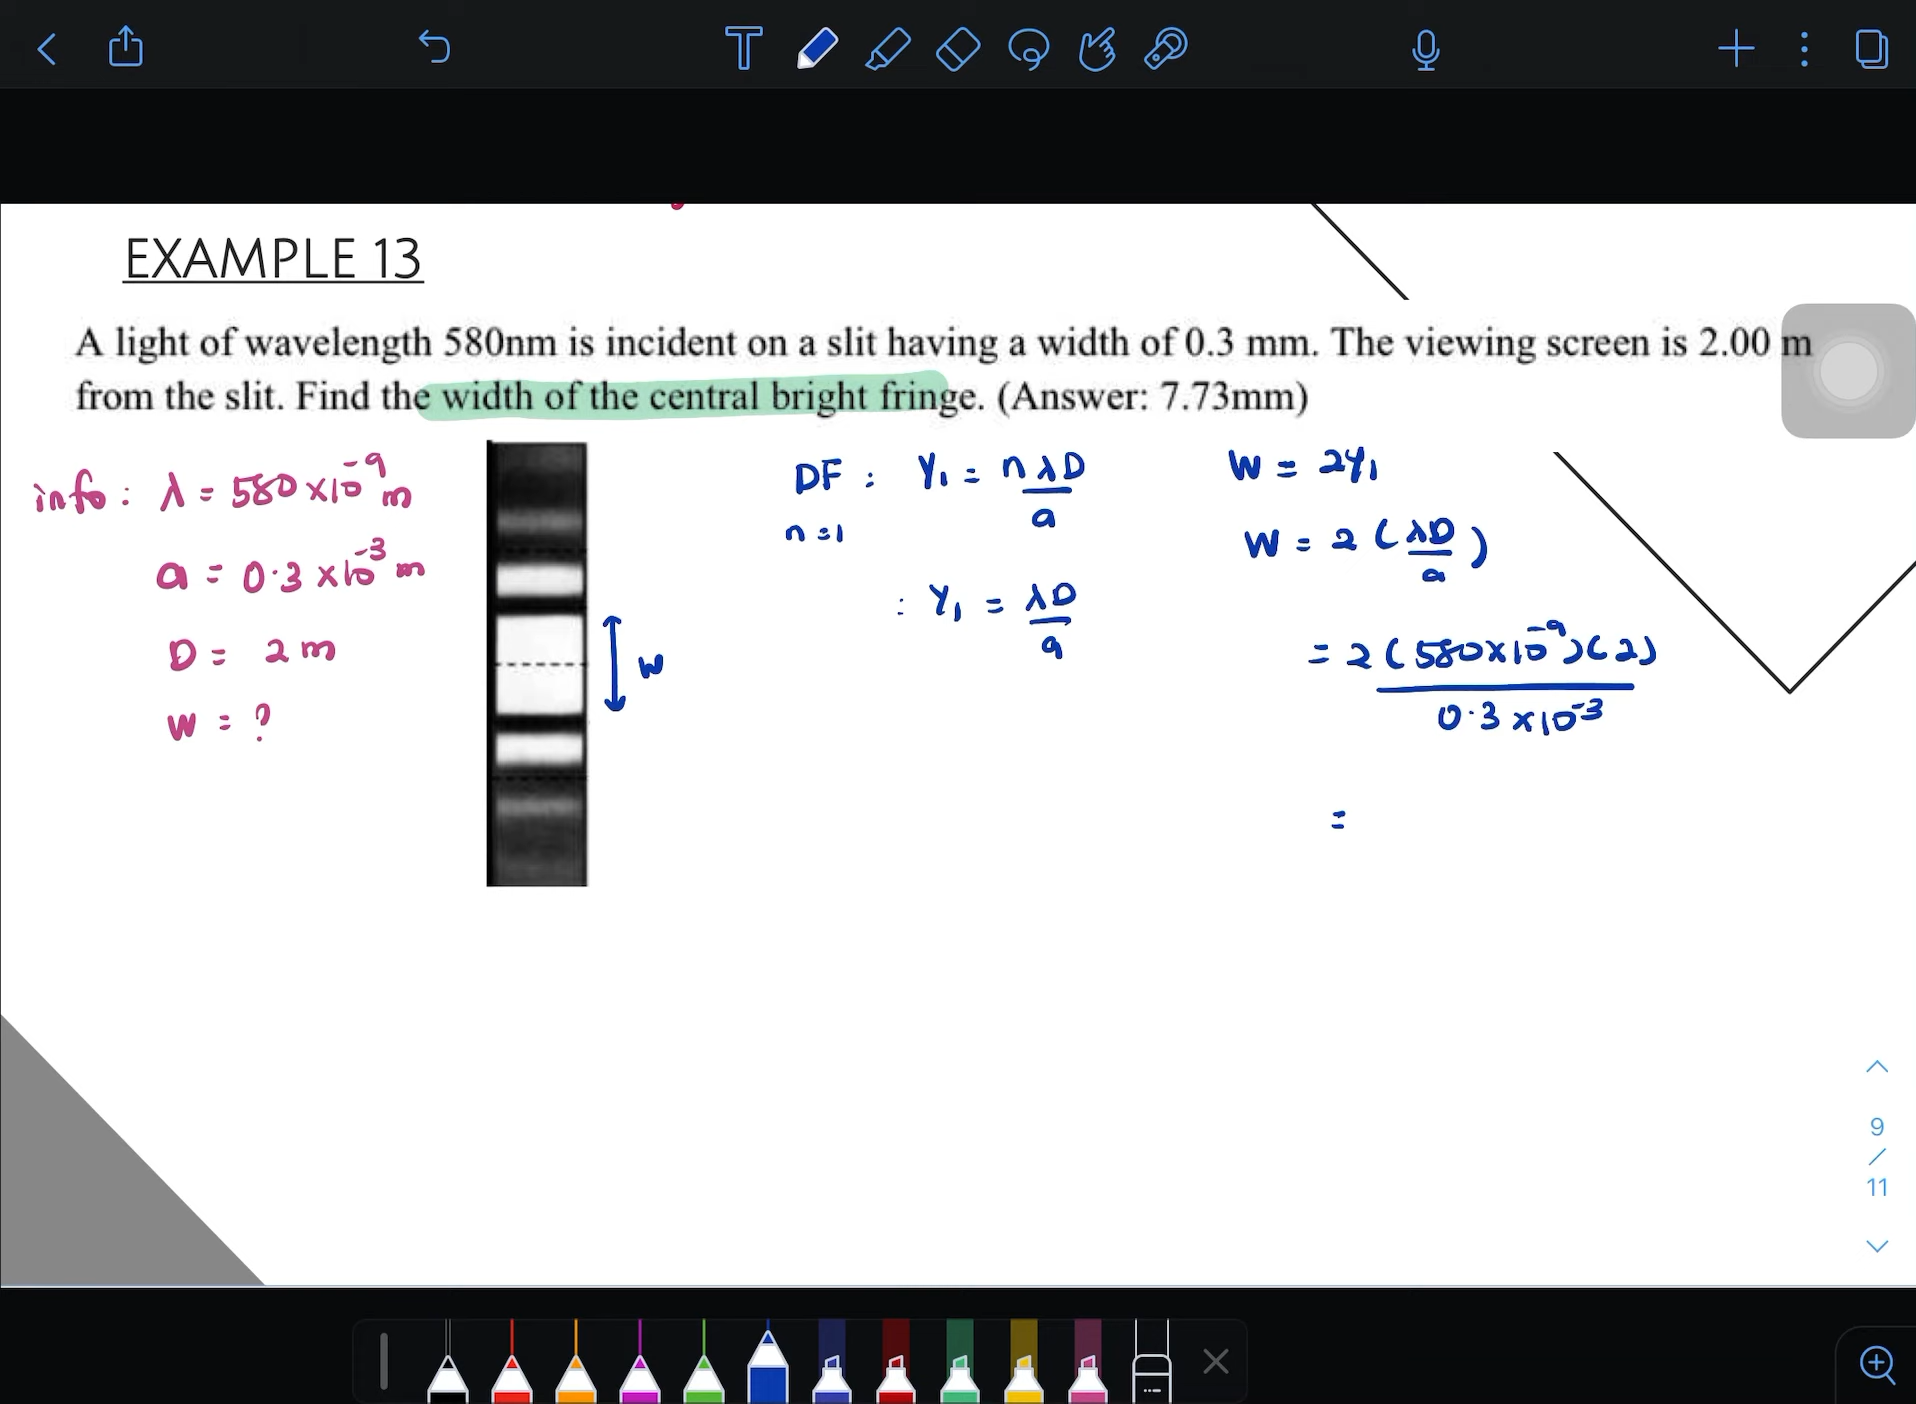 EXAMPLE 13
A light of wavelength 580nm is incident on a slit having a width of 0.3 mm. The viewing screen is 2.00 m
from the slit. Find the width of the central bright fringe. (Answer: 7.73mm)
info : λ = 580 ×10⁻⁹ m
a = 0.3 ×10⁻³ m
D = 2 m
W = ?
W
DF : Y₁ = nλD/a
n = 1
: Y₁ = λD/a
W = 2Y₁
W = 2 (λD/a)
= 2 (580×10⁻⁹)(2)
0.3 ×10⁻³
=
9
/
11